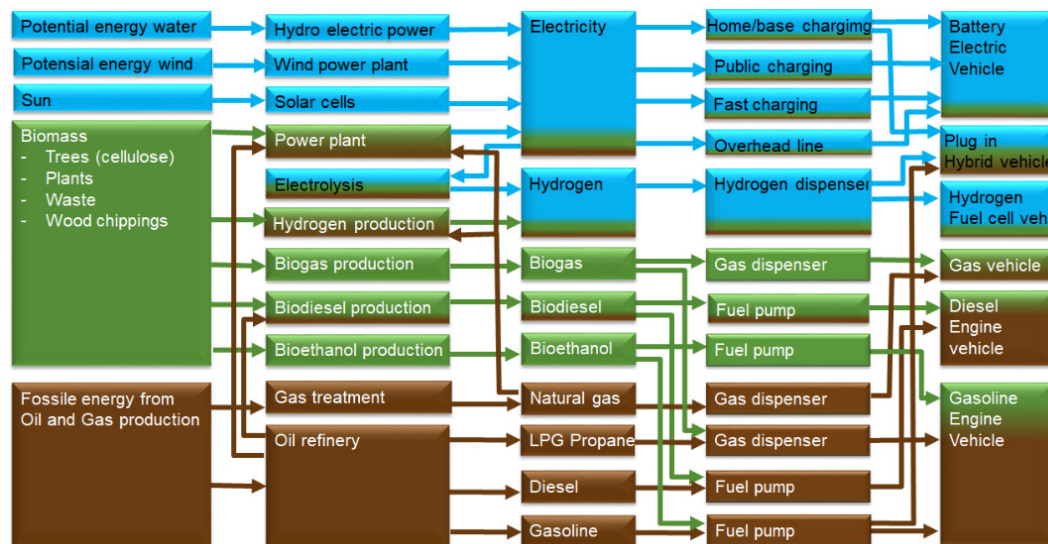 Potential energy water
Hydro electric power
Electricity
Home/base chargimg
Battery
Electric
Vehicle
Potensial energy wind
Wind power plant
Public charging
Sun
Solar cells
Fast charging
Biomass
- Trees (cellulose)
- Plants
- Waste
- Wood chippings
Power plant
Overhead line
Plug in
Hybrid vehicle
Electrolysis
Hydrogen
Hydrogen dispenser
Hydrogen
Fuel cell veh
Hydrogen production
Biogas production
Biogas
Gas dispenser
Gas vehicle
Biodiesel production
Biodiesel
Fuel pump
Diesel
Engine
vehicle
Bioethanol production
Bioethanol
Fuel pump
Fossile energy from
Oil and Gas production
Gas treatment
Natural gas
Gas dispenser
Gasoline
Engine
Vehicle
Oil refinery
LPG Propane
Gas dispenser
Diesel
Fuel pump
Gasoline
Fuel pump